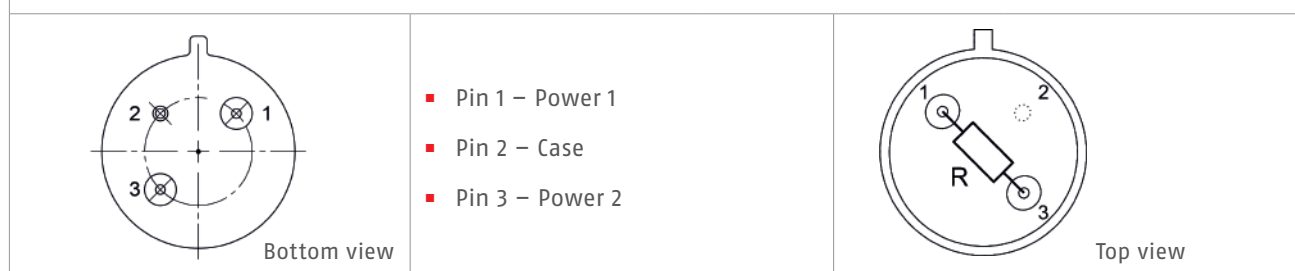 2
1
3
Bottom view
Pin 1 – Power 1
Pin 2 – Case
Pin 3 – Power 2
1
2
R
3
Top view